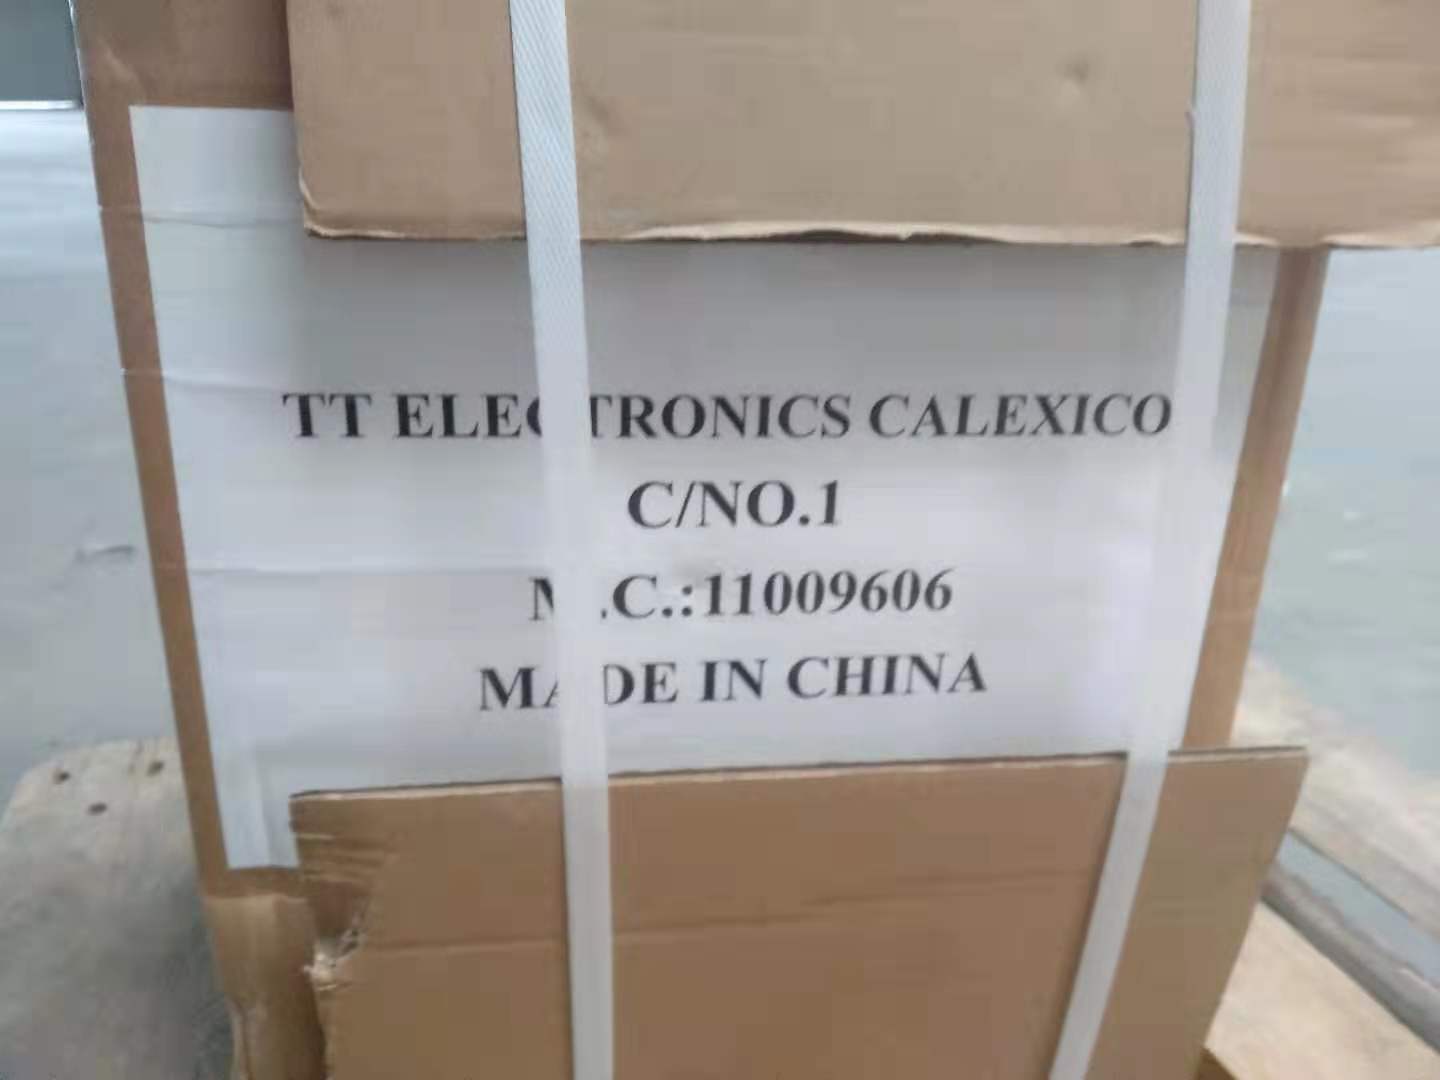 TT ELECTRONICS CALEXICO
C/NO.1
.C.:11009606
MADE IN CHINA